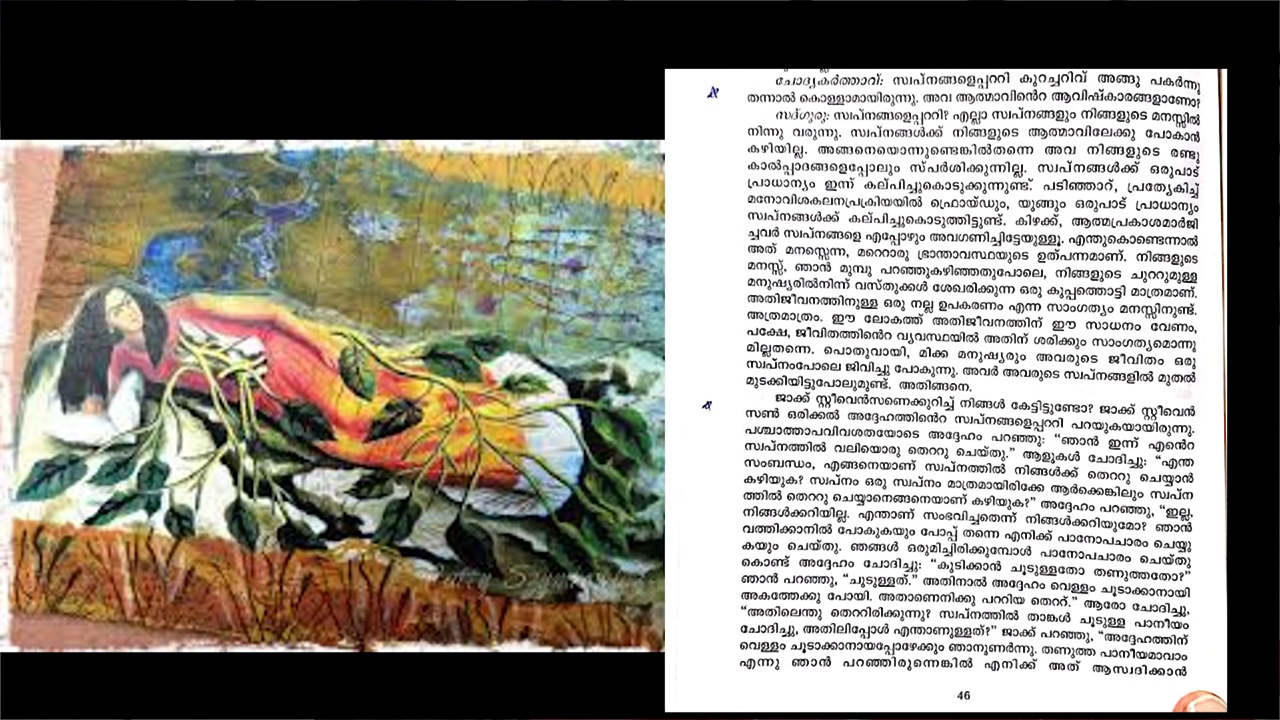 ചോദ്യകർത്താവ്: സ്വപ്നങ്ങളെപ്പററി കുറച്ചറിവ് അങ്ങു പകർന്നു
തന്നാൽ കൊള്ളാമായിരുന്നു. അവ ആത്മാവിൻെറ ആവിഷ്കാരങ്ങളാണോ?
സദ്ഗുരു: സ്വപ്നങ്ങളെപ്പററി? എല്ലാ സ്വപ്നങ്ങളും നിങ്ങളുടെ മനസ്സിൽ
നിന്നു വരുന്നു. സ്വപ്നങ്ങൾക്ക് നിങ്ങളുടെ ആത്മാവിലേക്കു പോകാൻ
കഴിയില്ല. അങ്ങനെയൊന്നുണ്ടെങ്കിൽതന്നെ അവ നിങ്ങളുടെ രണ്ടു
കാൽപ്പാദങ്ങളെപ്പോലും സ്പർശിക്കുന്നില്ല. സ്വപ്നങ്ങൾക്ക് ഒരുപാട്
പ്രാധാന്യം ഇന്ന് കല്പിച്ചുകൊടുക്കുന്നുണ്ട്. പടിഞ്ഞാറ്, പ്രത്യേകിച്ച്
മനോവിശകലനപ്രക്രിയയിൽ ഫ്രൊയ്ഡും, യുങ്ങും ഒരുപാട് പ്രാധാന്യം
സ്വപ്നങ്ങൾക്ക് കല്പിച്ചുകൊടുത്തിട്ടുണ്ട്. കിഴക്ക്, ആത്മപ്രകാശമാർജി
ച്ചവർ സ്വപ്നങ്ങളെ എപ്പോഴും അവഗണിച്ചിട്ടേയുള്ളൂ. എന്തുകൊണ്ടെന്നാൽ
അത് മനസ്സെന്ന, മറെറാരു ഭ്രാന്താവസ്ഥയുടെ ഉത്പന്നമാണ്. നിങ്ങളുടെ
മനസ്സ്, ഞാൻ മുമ്പു പറഞ്ഞുകഴിഞ്ഞതുപോലെ, നിങ്ങളുടെ ചുററുമുള്ള
മനുഷ്യരിൽനിന്ന് വസ്തുക്കൾ ശേഖരിക്കുന്ന ഒരു കുപ്പത്തൊട്ടി മാത്രമാണ്.
അതിജീവനത്തിനുള്ള ഒരു നല്ല ഉപകരണം എന്ന സാംഗത്യം മനസ്സിനുണ്ട്.
അത്രമാത്രം. ഈ ലോകത്ത് അതിജീവനത്തിന് ഈ സാധനം വേണം,
പക്ഷേ, ജീവിതത്തിൻെറ വ്യവസ്ഥയിൽ അതിന് ശരിക്കും സാംഗത്യമൊന്നു
മില്ലതന്നെ. പൊതുവായി, മിക്ക മനുഷ്യരും അവരുടെ ജീവിതം ഒരു
സ്വപ്നംപോലെ ജീവിച്ചു പോകുന്നു. അവർ അവരുടെ സ്വപ്നങ്ങളിൽ മുതൽ
മുടക്കിയിട്ടുപോലുമുണ്ട്. അതിങ്ങനെ.
ജാക്ക് സ്റ്റീവെൻസണെക്കുറിച്ച് നിങ്ങൾ കേട്ടിട്ടുണ്ടോ? ജാക്ക് സ്റ്റീവെൻ
സൺ ഒരിക്കൽ അദ്ദേഹത്തിൻെറ സ്വപ്നങ്ങളെപ്പററി പറയുകയായിരുന്നു.
പശ്ചാത്താപവിവശതയോടെ അദ്ദേഹം പറഞ്ഞു: “ഞാൻ ഇന്ന് എൻെറ
സ്വപ്നത്തിൽ വലിയൊരു തെററു ചെയ്തു.” ആളുകൾ ചോദിച്ചു: “എന്ത
സംബന്ധം, എങ്ങനെയാണ് സ്വപ്നത്തിൽ നിങ്ങൾക്ക് തെററു ചെയ്യാൻ
കഴിയുക? സ്വപ്നം ഒരു സ്വപ്നം മാത്രമായിരിക്കേ ആർക്കെങ്കിലും സ്വപ്ന
ത്തിൽ തെററു ചെയ്യാനെങ്ങനെയാണ് കഴിയുക?” അദ്ദേഹം പറഞ്ഞു, “ഇല്ല,
നിങ്ങൾക്കറിയില്ല. എന്താണ് സംഭവിച്ചതെന്ന് നിങ്ങൾക്കറിയുമോ? ഞാൻ
വത്തിക്കാനിൽ പോകുകയും പോപ്പ് തന്നെ എനിക്ക് പാനോപചാരം ചെയ്യു
കയും ചെയ്തു. ഞങ്ങൾ ഒരുമിച്ചിരിക്കുമ്പോൾ പാനോപചാരം ചെയ്തു
കൊണ്ട് അദ്ദേഹം ചോദിച്ചു: “കുടിക്കാൻ ചൂടുള്ളതോ തണുത്തതോ?”
ഞാൻ പറഞ്ഞു, “ചൂടുള്ളത്.” അതിനാൽ അദ്ദേഹം വെള്ളം ചൂടാക്കാനായി
അകത്തേക്കു പോയി. അതാണെനിക്കു പററിയ തെററ്.” ആരോ ചോദിച്ചു,
“അതിലെന്തു തെററിരിക്കുന്നു? സ്വപ്നത്തിൽ താങ്കൾ ചൂടുള്ള പാനീയം
ചോദിച്ചു, അതിലിപ്പോൾ എന്താണുള്ളത്?” ജാക്ക് പറഞ്ഞു, “അദ്ദേഹത്തിന്
വെള്ളം ചൂടാക്കാനായപ്പോഴേക്കും ഞാനുണർന്നു. തണുത്ത പാനീയമാവാം
എന്നു ഞാൻ പറഞ്ഞിരുന്നെങ്കിൽ എനിക്ക് അത് ആസ്വദിക്കാൻ
46